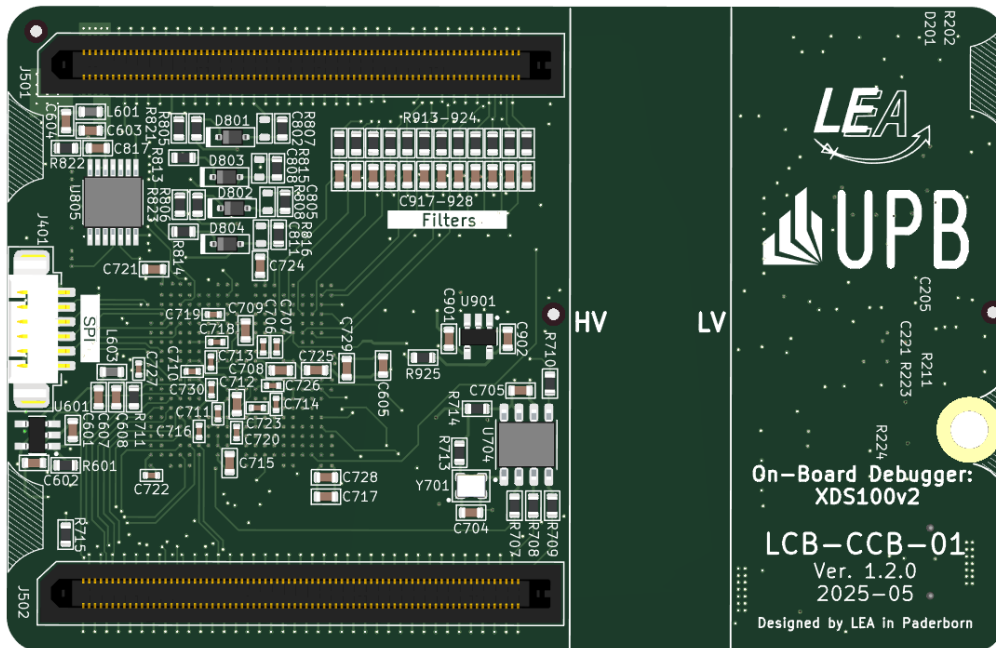 R202
D201
J501
C604
L601
C603
C817
R822
U805
R821
R805
R813
R806
R823
R814
D801
D803
D802
D804
C802
R807
C808
R815
R808
C805
C811
R816
C724
R913-924
C917-928
Filters
LEA
UPB
J401
SPI
C721
C719
C718
C709
C706
C707
C710
C713
C708
C725
C729
C605
C712
C726
C730
C714
C711
C723
C716
C720
C715
C722
C728
C717
C901
U901
C902
R710
R925
C705
R714
U704
R713
Y701
C704
R707
R708
R709
L603
C727
U601
C601
C607
C608
R711
C602
R601
R715
J502
HV
LV
C205
C221
R223
R211
R224
On-Board Debugger:
XDS100v2
LCB-CCB-01
Ver. 1.2.0
2025-05
Designed by LEA in Paderborn